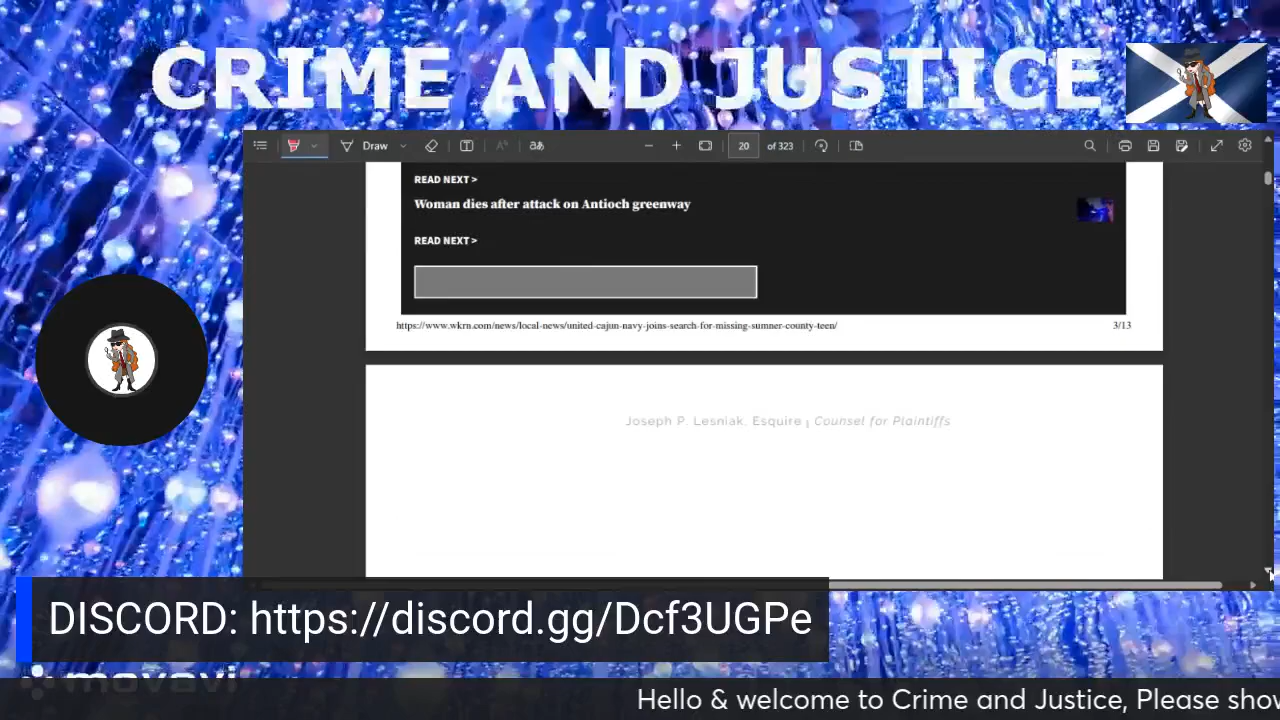 CRIME AND JUSTICE
Draw
20 of 323
READ NEXT >
Woman dies after attack on Antioch greenway
READ NEXT >
https://www.wkrn.com/news/local-news/united-cajun-navy-joins-search-for-missing-sumner-county-teen/ 3/13
Joseph P. Lesniak, Esquire | Counsel for Plaintiffs
DISCORD: https://discord.gg/Dcf3UGPe
movavi
Hello & welcome to Crime and Justice, Please show